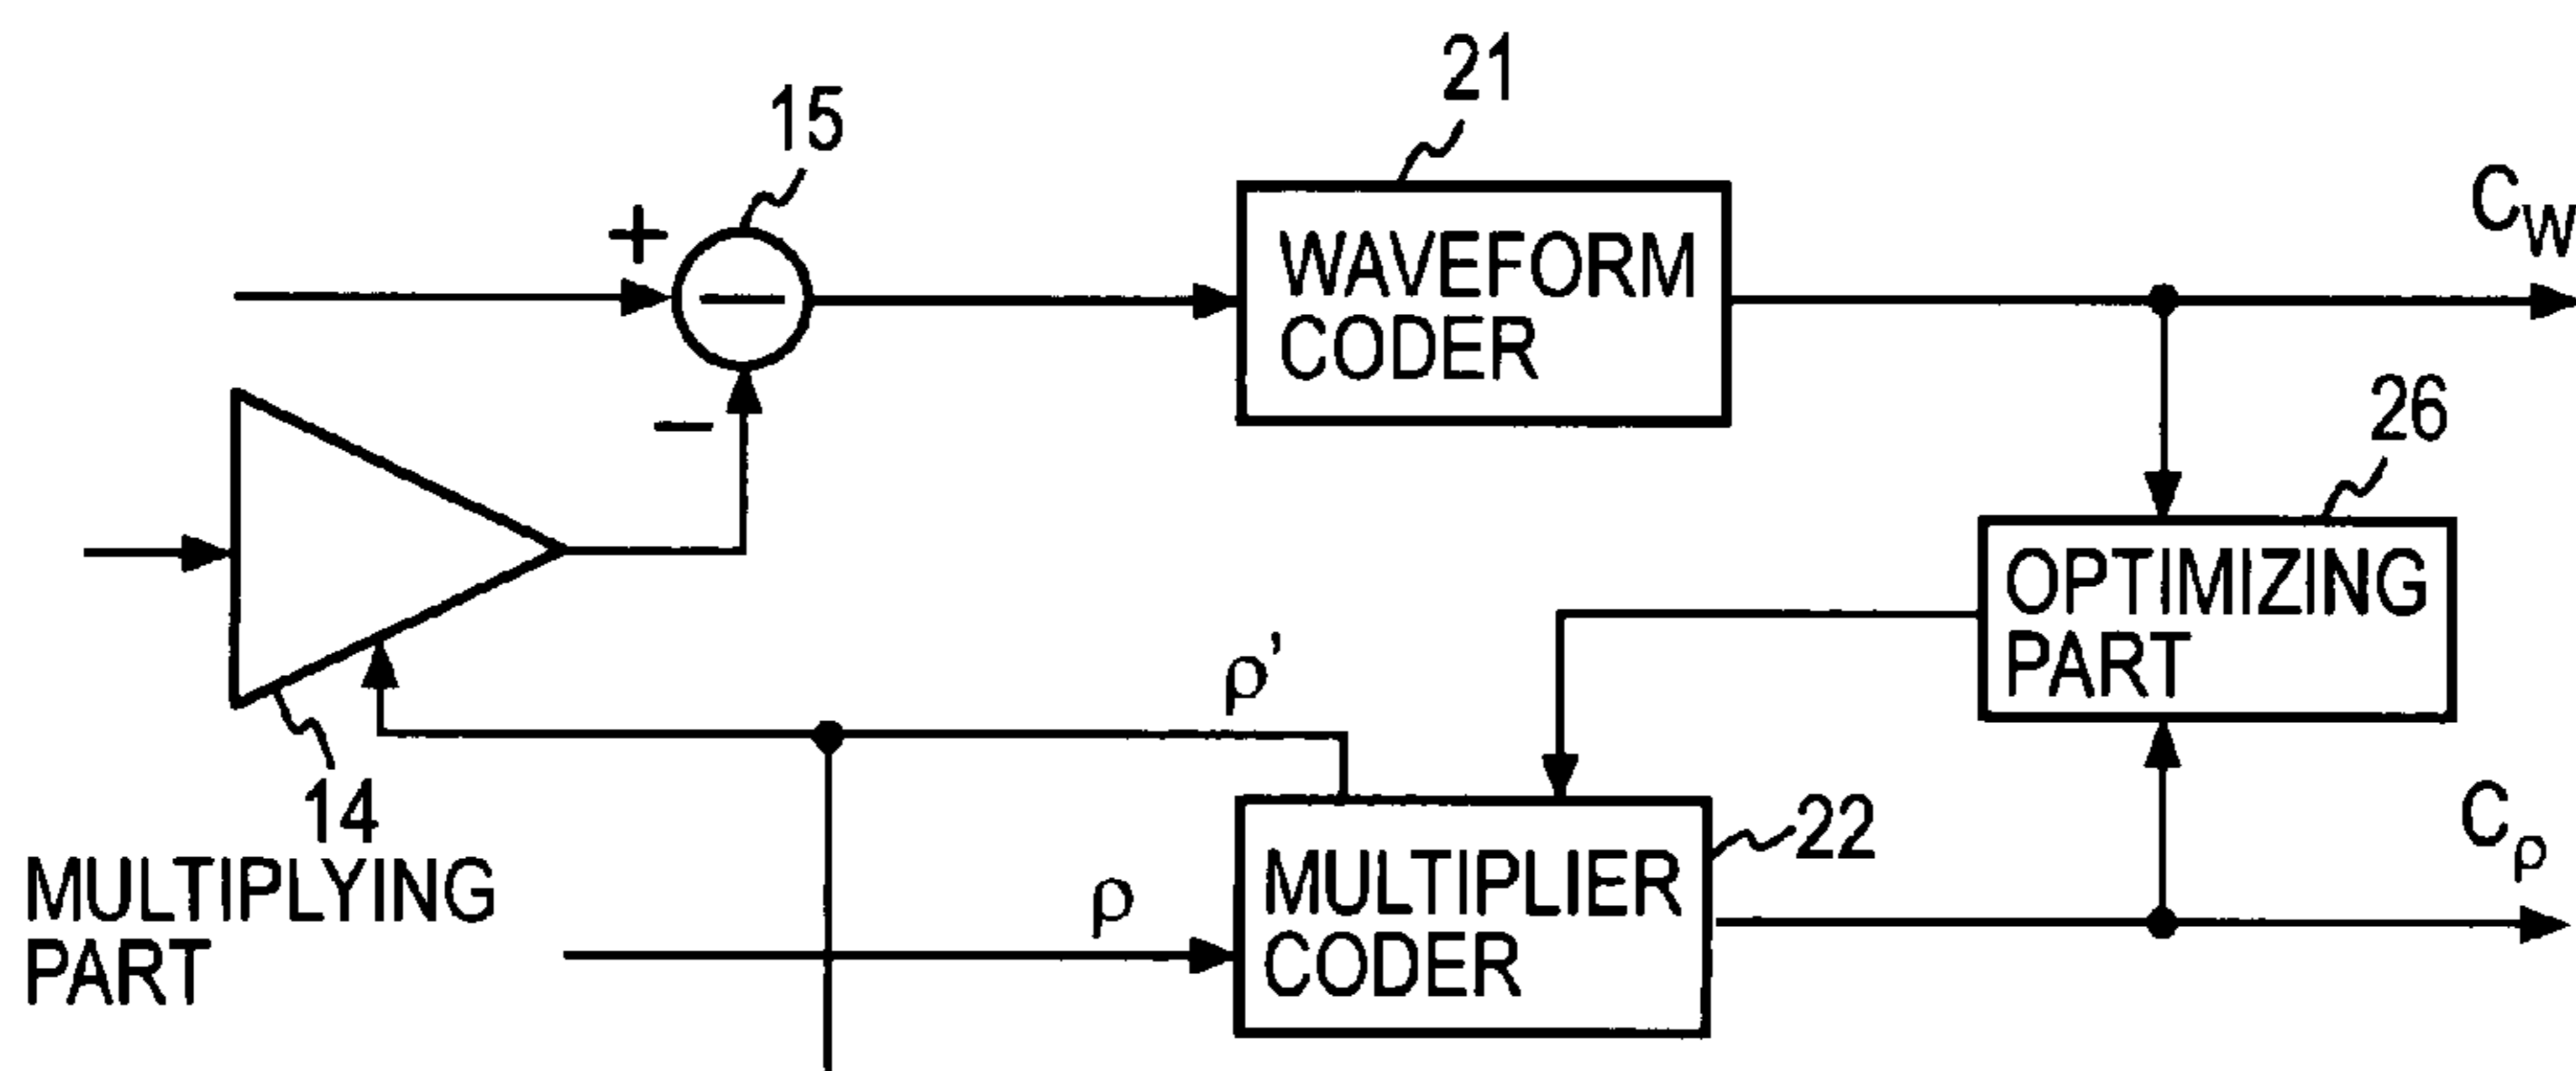 21
15
+
WAVEFORM
CODER
C_W
−
26
OPTIMIZING
PART
ρ'
14
MULTIPLYING
PART
22
MULTIPLIER
CODER
ρ
C_ρ